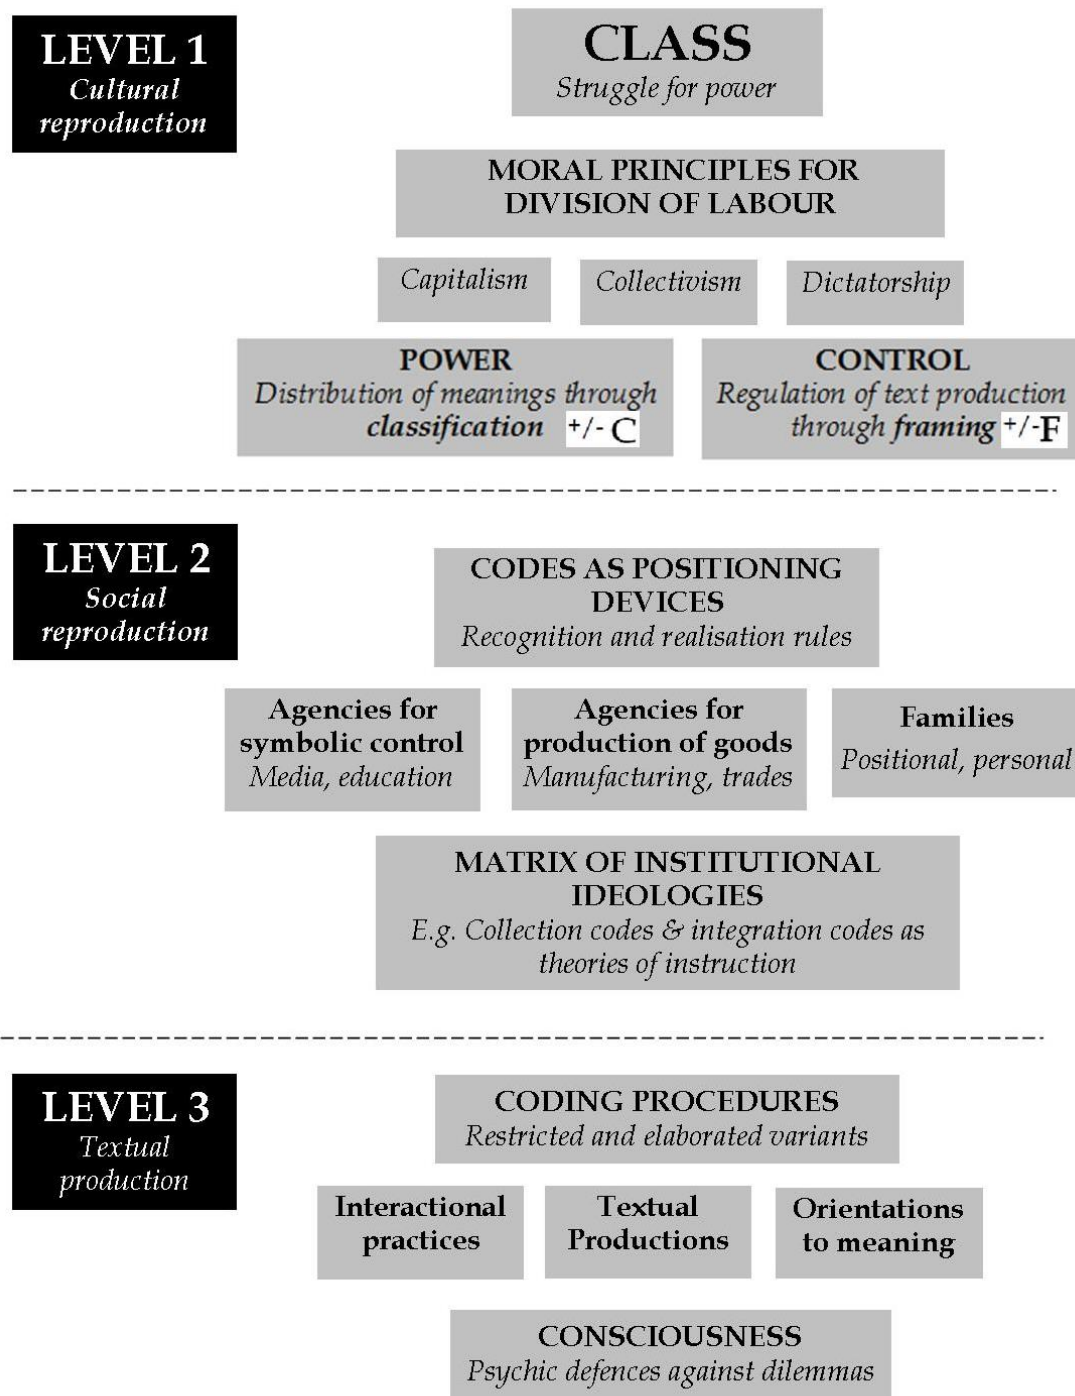 LEVEL 1
Cultural
reproduction
CLASS
Struggle for power
MORAL PRINCIPLES FOR
DIVISION OF LABOUR
Capitalism
Collectivism
Dictatorship
POWER
Distribution of meanings through
classification +/- C
CONTROL
Regulation of text production
through framing +/-F
LEVEL 2
Social
reproduction
CODES AS POSITIONING
DEVICES
Recognition and realisation rules
Agencies for
symbolic control
Media, education
Agencies for
production of goods
Manufacturing, trades
Families
Positional, personal
MATRIX OF INSTITUTIONAL
IDEOLOGIES
E.g. Collection codes & integration codes as
theories of instruction
LEVEL 3
Textual
production
CODING PROCEDURES
Restricted and elaborated variants
Interactional
practices
Textual
Productions
Orientations
to meaning
CONSCIOUSNESS
Psychic defences against dilemmas